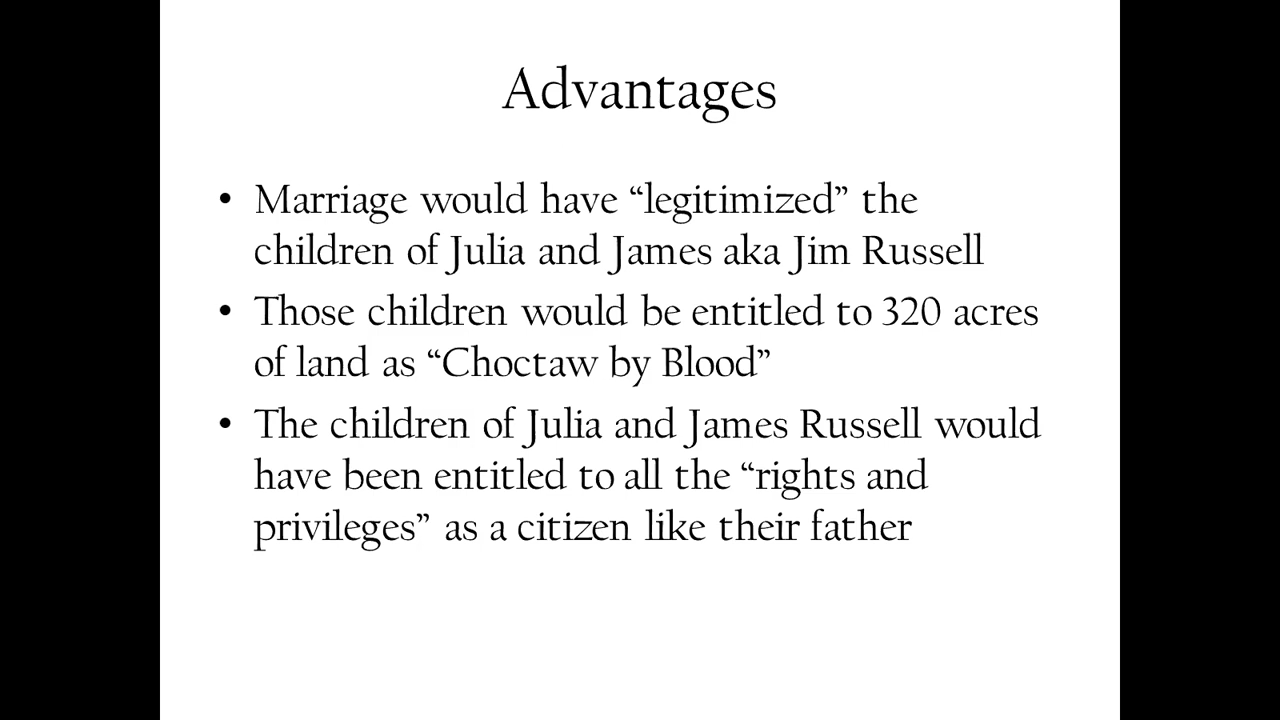 Advantages
• Marriage would have “legitimized” the
children of Julia and James aka Jim Russell
• Those children would be entitled to 320 acres
of land as “Choctaw by Blood”
• The children of Julia and James Russell would
have been entitled to all the “rights and
privileges” as a citizen like their father